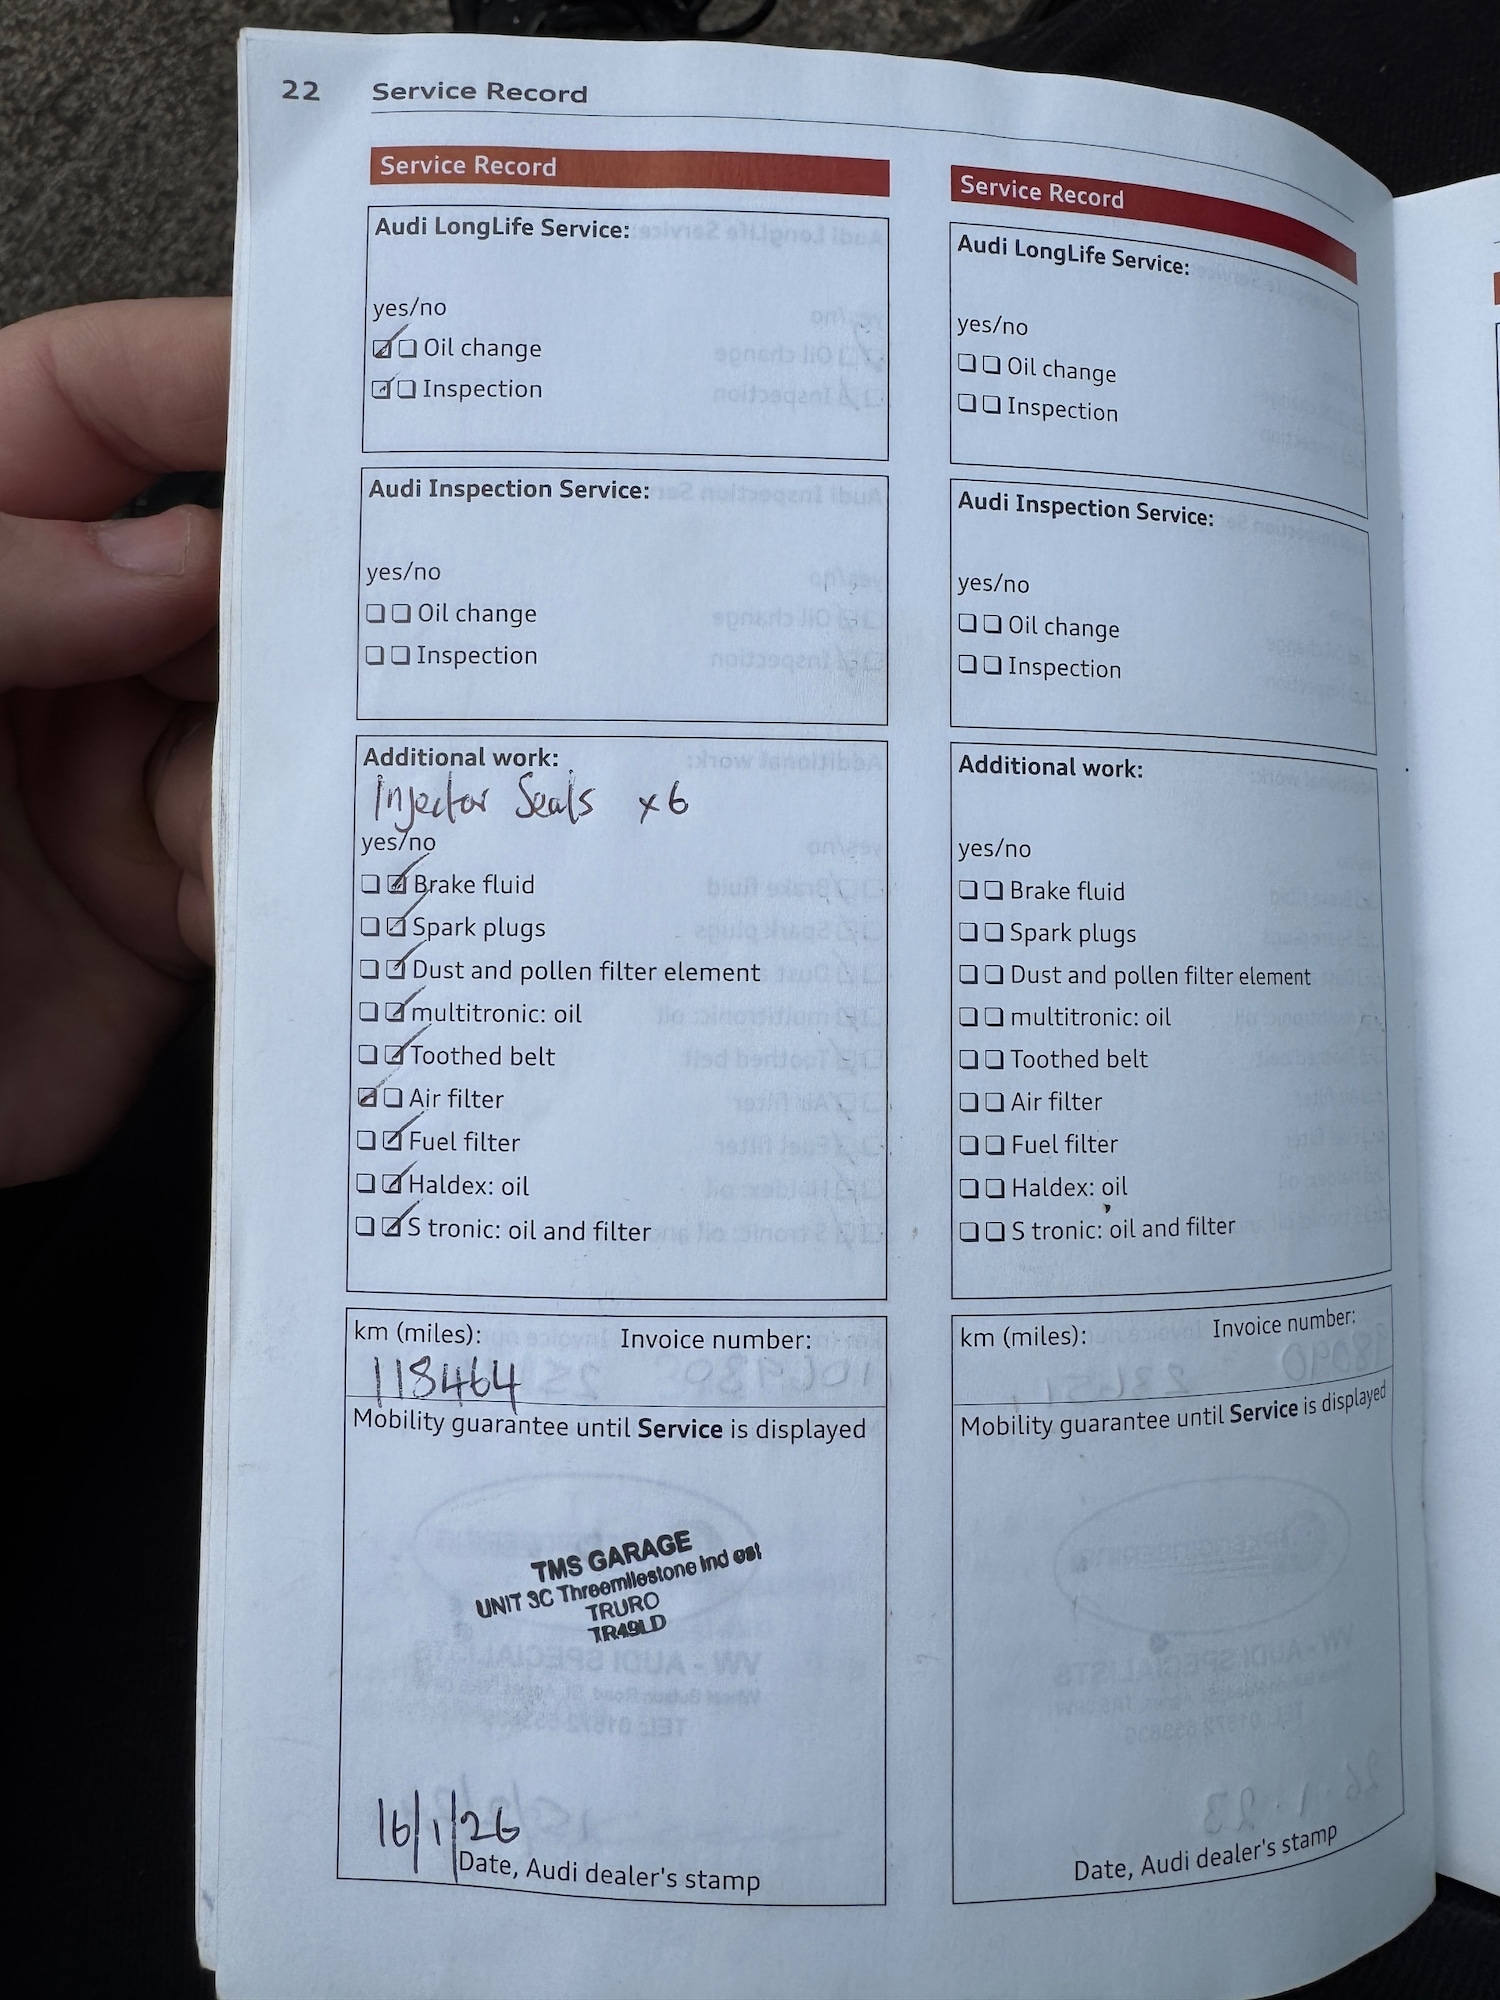 22 Service Record
Service Record
Audi LongLife Service:
yes/no
Oil change
Inspection
Audi Inspection Service:
yes/no
Oil change
Inspection
Additional work:
Injector Seals x6
yes/no
Brake fluid
Spark plugs
Dust and pollen filter element
multitronic: oil
Toothed belt
Air filter
Fuel filter
Haldex: oil
S tronic: oil and filter
km (miles): Invoice number:
118464
Mobility guarantee until Service is displayed
TMS GARAGE
UNIT 3C Threemilestone Ind est
TRURO
TR49LD
16/1/26
Date, Audi dealer's stamp
Service Record
Audi LongLife Service:
yes/no
Oil change
Inspection
Audi Inspection Service:
yes/no
Oil change
Inspection
Additional work:
yes/no
Brake fluid
Spark plugs
Dust and pollen filter element
multitronic: oil
Toothed belt
Air filter
Fuel filter
Haldex: oil
S tronic: oil and filter
km (miles): Invoice number:
Mobility guarantee until Service is displayed
Date, Audi dealer's stamp